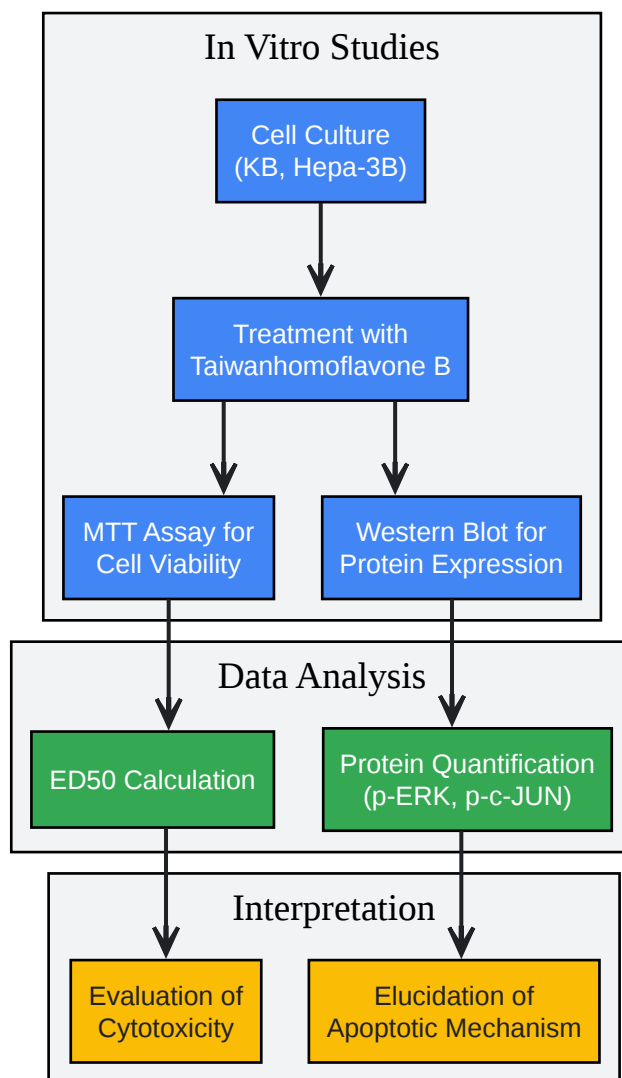 In Vitro Studies
Cell Culture
(KB, Hepa-3B)
Treatment with
Taiwanhomoflavone B
MTT Assay for
Cell Viability
Western Blot for
Protein Expression
Data Analysis
ED50 Calculation
Protein Quantification
(p-ERK, p-c-JUN)
Interpretation
Evaluation of
Cytotoxicity
Elucidation of
Apoptotic Mechanism